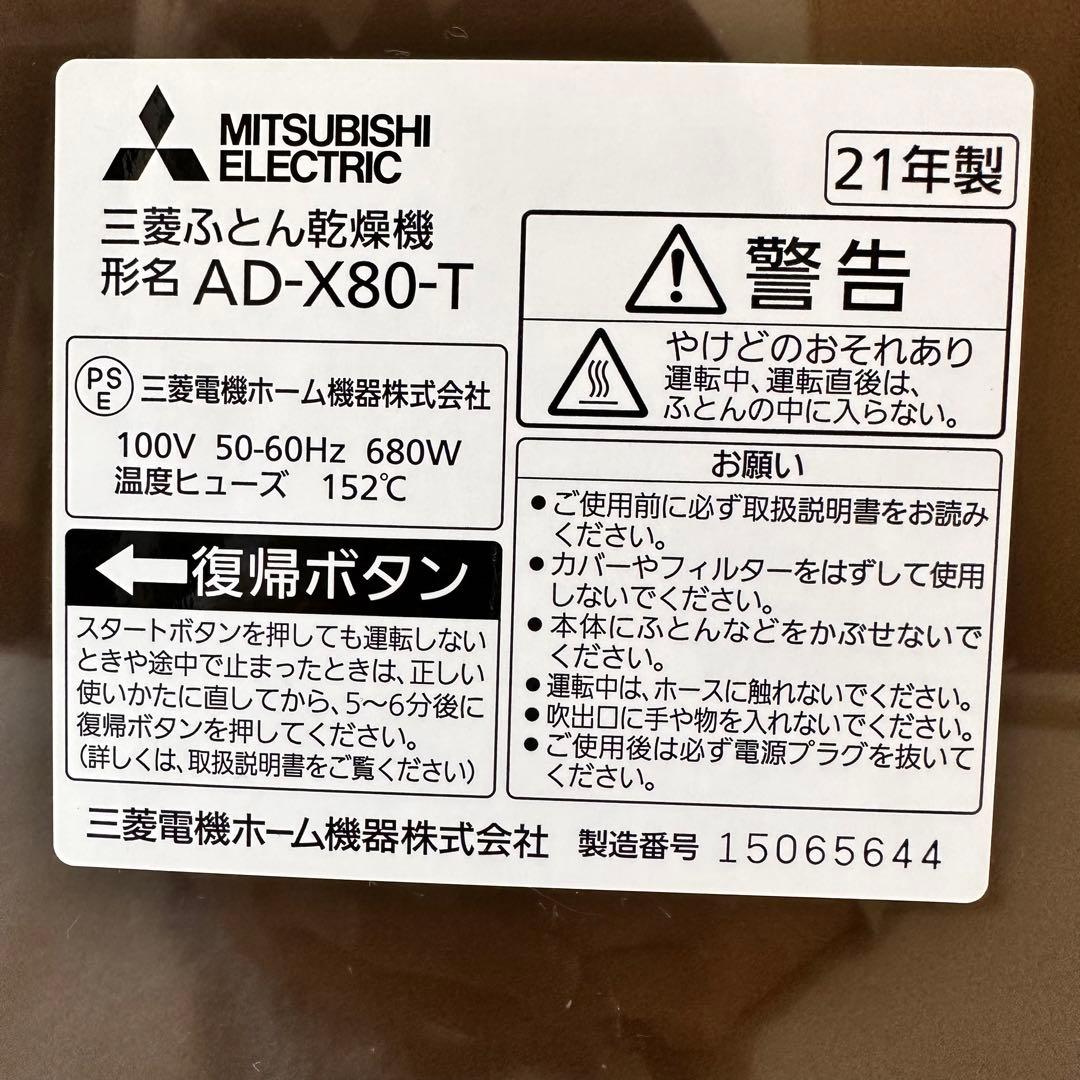 MITSUBISHI
ELECTRIC
21年製
三菱ふとん乾燥機
形名 AD-X80-T
警告
やけどのおそれあり
運転中、運転直後は、
ふとんの中に入らない。
PS
E
三菱電機ホーム機器株式会社
100V 50-60Hz 680W
温度ヒューズ 152℃
復帰ボタン
スタートボタンを押しても運転しない
ときや途中で止まったときは、正しい
使いかたに直してから、5～6分後に
復帰ボタンを押してください。
(詳しくは、取扱説明書をご覧ください)
お願い
●ご使用前に必ず取扱説明書をお読み
ください。
●カバーやフィルターをはずして使用
しないでください。
●本体にふとんなどをかぶせないで
ください。
●運転中は、ホースに触れないでください。
●吹出口に手や物を入れないでください。
●ご使用後は必ず電源プラグを抜いて
ください。
三菱電機ホーム機器株式会社 製造番号 15065644